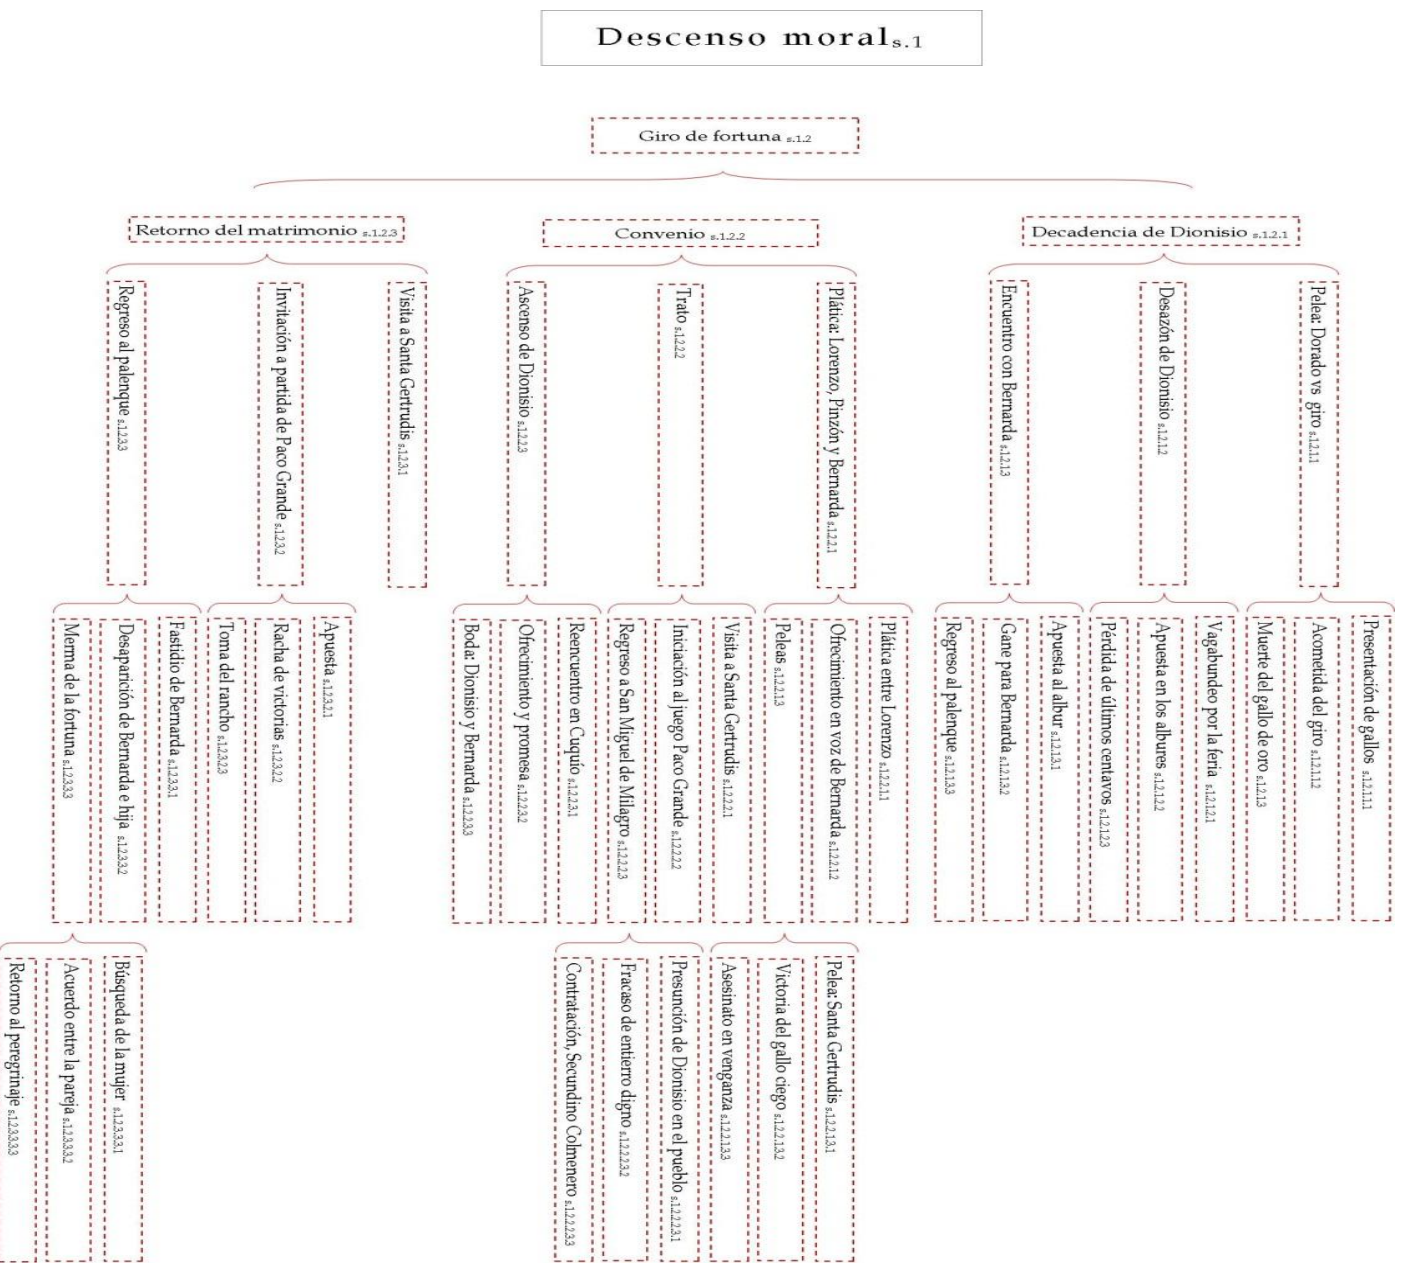 Descenso moral s.1
Giro de fortuna s.1.2
Retorno del matrimonio s.1.2.3
Convenio s.1.2.2
Decadencia de Dionisio s.1.2.1
Regreso al palenque s.1.2.3.3
Invitación a partida de Paco Grande s.1.2.3.2
Visita a Santa Gertrudis s.1.2.3.1
Ascenso de Dionisio s.1.2.2.3
Trato s.1.2.2.2
Plática: Lorenzo, Pinzón y Bernarda s.1.2.2.1
Encuentro con Bernarda s.1.2.1.3
Desazón de Dionisio s.1.2.1.2
Pelea: Dorado vs giro s.1.2.1.1
Merma de la fortuna s.1.2.3.3.3
Desaparición de Bernarda e hija s.1.2.3.3.2
Fastidio de Bernarda s.1.2.3.3.1
Toma del rancho s.1.2.3.2.3
Racha de victorias s.1.2.3.2.2
Apuesta s.1.2.3.2.1
Boda: Dionisio y Bernarda s.1.2.2.3.3
Ofrecimiento y promesa s.1.2.2.3.2
Reencuentro en Cuquío s.1.2.2.3.1
Regreso a San Miguel de Milagro s.1.2.2.2.3
Iniciación al juego Paco Grande s.1.2.2.2.2
Visita a Santa Gertrudis s.1.2.2.2.1
Peleas s.1.2.2.1.3
Ofrecimiento en voz de Bernarda s.1.2.2.1.2
Plática entre Lorenzo s.1.2.2.1.1
Regreso al palenque s.1.2.1.3.3
Gane para Bernarda s.1.2.1.3.2
Apuesta al albur s.1.2.1.3.1
Pérdida de últimos centavos s.1.2.1.2.3
Apuesta en los albures s.1.2.1.2.2
Vagabundeo por la feria s.1.2.1.2.1
Muerte del gallo de oro s.1.2.1.3
Acometida del giro s.1.2.1.1.2
Presentación de gallos s.1.2.1.1.1
Retorno al peregrinaje s.1.2.3.3.3.3
Acuerdo entre la pareja s.1.2.3.3.3.2
Búsqueda de la mujer s.1.2.3.3.3.1
Contratación, Secundino Colmenero s.1.2.2.2.3.3
Fracaso de entierro digno s.1.2.2.2.3.2
Presunción de Dionisio en el pueblo s.1.2.2.2.3.1
Asesinato en venganza s.1.2.2.1.3.3
Victoria del gallo ciego s.1.2.2.1.3.2
Pelea: Santa Gertrudis s.1.2.2.1.3.1